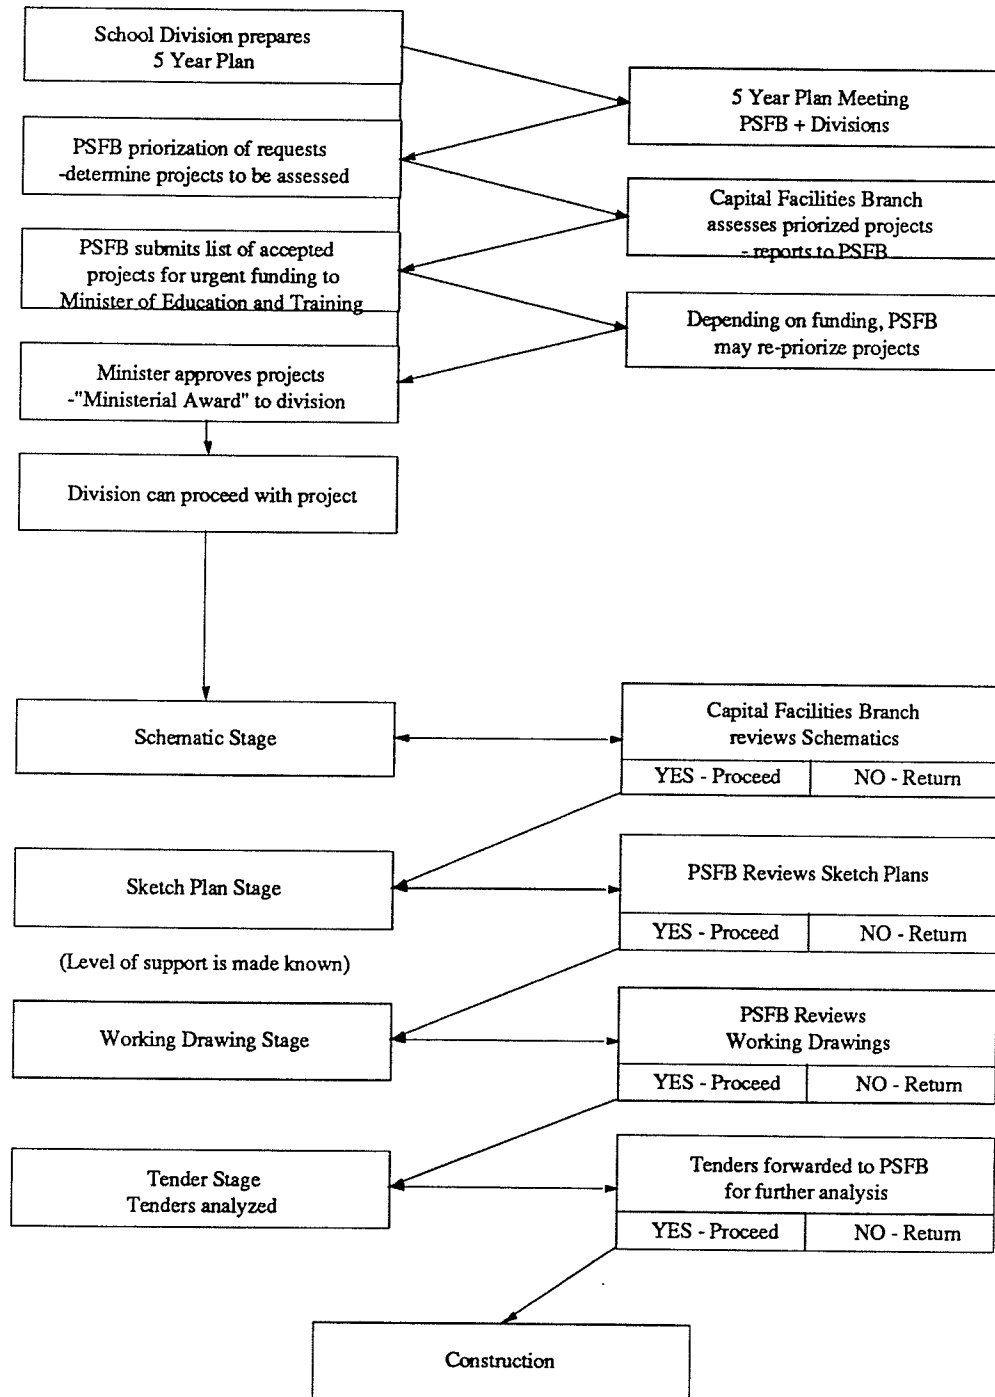 School Division prepares
5 Year Plan
5 Year Plan Meeting
PSFB + Divisions
PSFB priorization of requests
-determine projects to be assessed
Capital Facilities Branch
assesses priorized projects
- reports to PSFB
PSFB submits list of accepted
projects for urgent funding to
Minister of Education and Training
Depending on funding, PSFB
may re-priorize projects
Minister approves projects
-"Ministerial Award" to division
Division can proceed with project
Schematic Stage
Capital Facilities Branch
reviews Schematics
YES - Proceed NO - Return
Sketch Plan Stage
PSFB Reviews Sketch Plans
YES - Proceed NO - Return
(Level of support is made known)
Working Drawing Stage
PSFB Reviews
Working Drawings
YES - Proceed NO - Return
Tender Stage
Tenders analyzed
Tenders forwarded to PSFB
for further analysis
YES - Proceed NO - Return
Construction